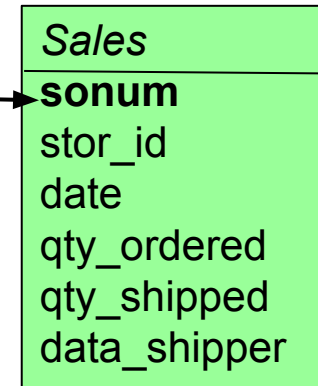 Sales
sonum
stor_id
date
qty_ordered
qty_shipped
data_shipper